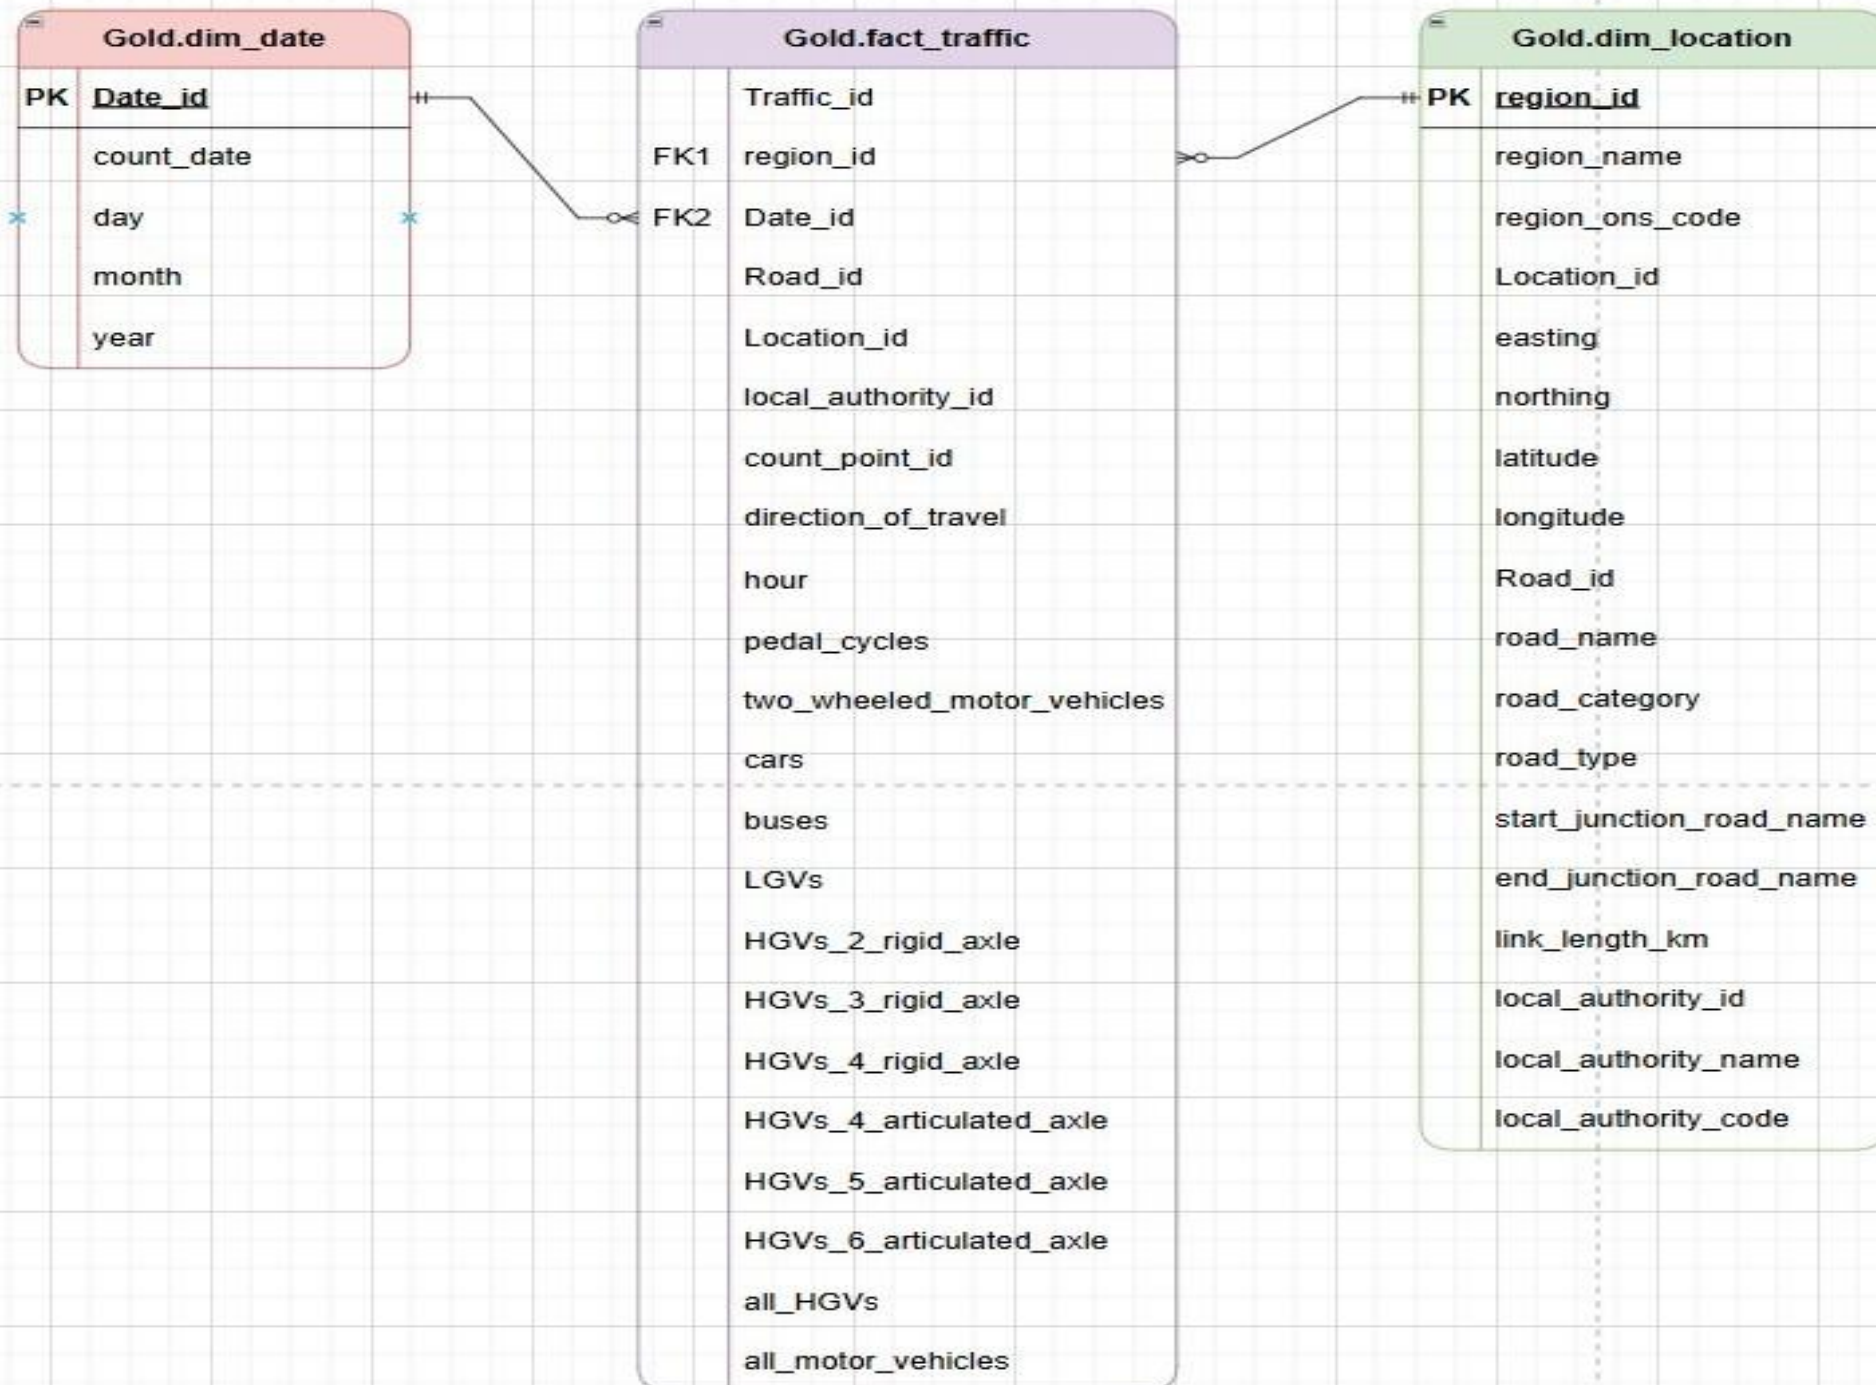 Gold.dim_date
PK Date_id
count_date
day
month
year
Gold.fact_traffic
Traffic_id
FK1 region_id
FK2 Date_id
Road_id
Location_id
local_authority_id
count_point_id
direction_of_travel
hour
pedal_cycles
two_wheeled_motor_vehicles
cars
buses
LGVs
HGVs_2_rigid_axle
HGVs_3_rigid_axle
HGVs_4_rigid_axle
HGVs_4_articulated_axle
HGVs_5_articulated_axle
HGVs_6_articulated_axle
all_HGVs
all_motor_vehicles
Gold.dim_location
PK region_id
region_name
region_ons_code
Location_id
easting
northing
latitude
longitude
Road_id
road_name
road_category
road_type
start_junction_road_name
end_junction_road_name
link_length_km
local_authority_id
local_authority_name
local_authority_code